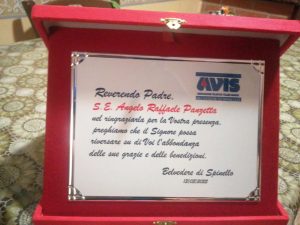 AVIS
Reverendo Padre,
S.E. Angelo Raffaele Panzetta
nel ringraziarla per la Vostra presenza,
preghiamo che il Signore possa
riversare su di Voi l'abbondanza
delle sue grazie e delle benedizioni.
Belvedere di Spinello